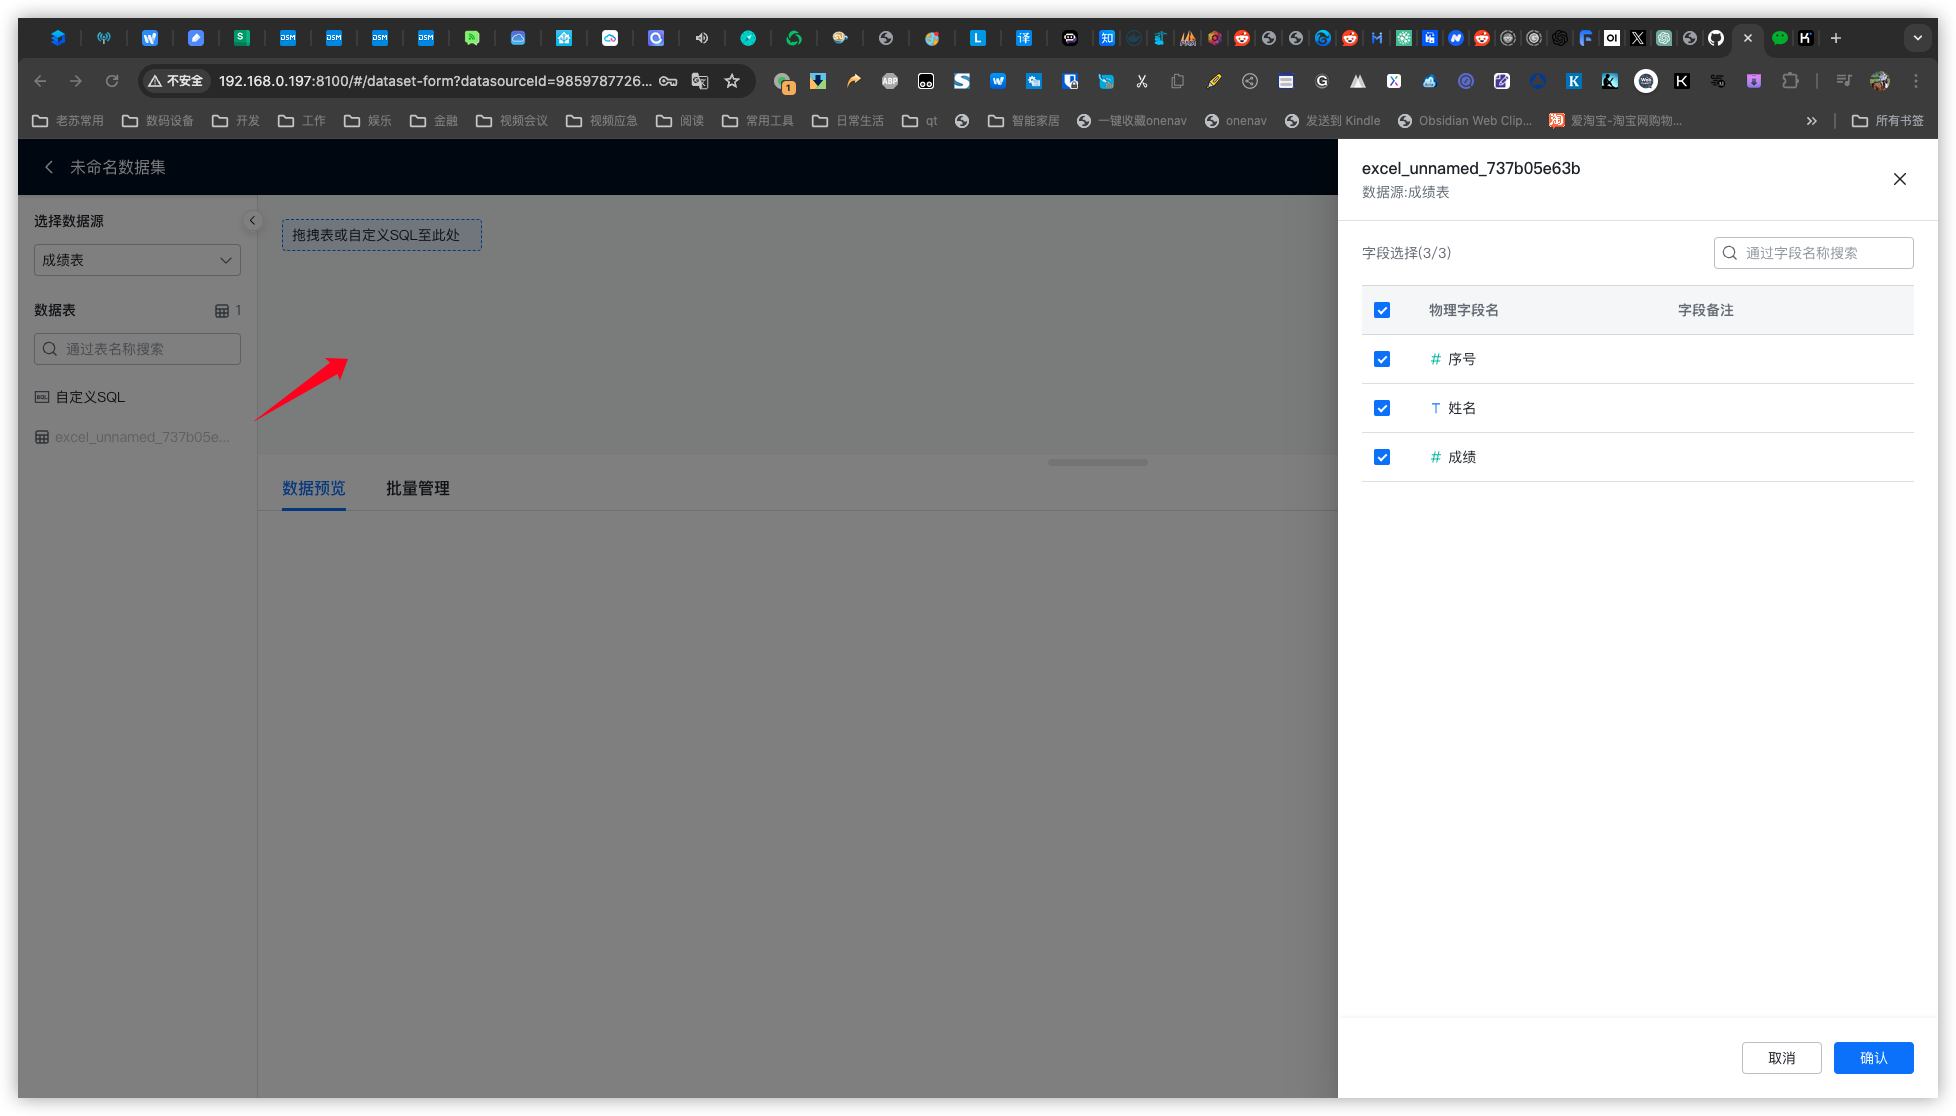 不安全
192.168.0.197:8100/#/dataset-form?datasourceId=9859787726...
1
老苏常用
数码设备
开发
工作
娱乐
金融
视频会议
视频应急
阅读
常用工具
日常生活
qt
智能家居
一键收藏onenav
onenav
发送到 Kindle
Obsidian Web Clip...
爱淘宝-淘宝网购物...
所有书签
未命名数据集
选择数据源
成绩表
数据表
1
通过表名称搜索
自定义SQL
excel_unnamed_737b05e...
拖拽表或自定义SQL至此处
数据预览
批量管理
excel_unnamed_737b05e63b
数据源:成绩表
字段选择(3/3)
通过字段名称搜索
物理字段名
字段备注
# 序号
T 姓名
# 成绩
取消
确认